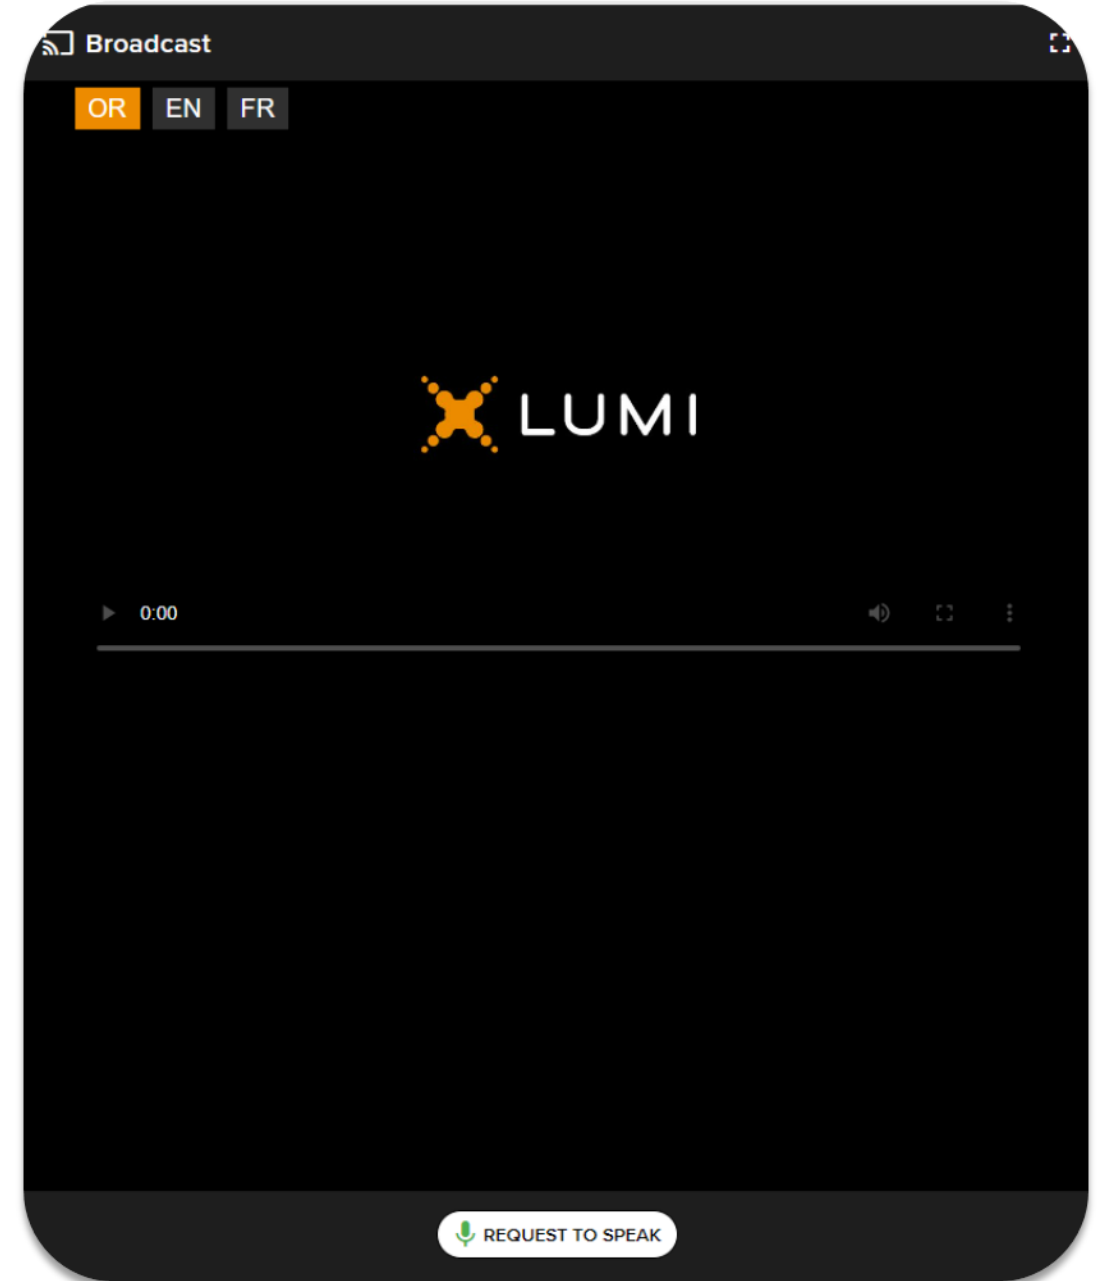 Broadcast
OR EN FR
LUMI
0:00
REQUEST TO SPEAK